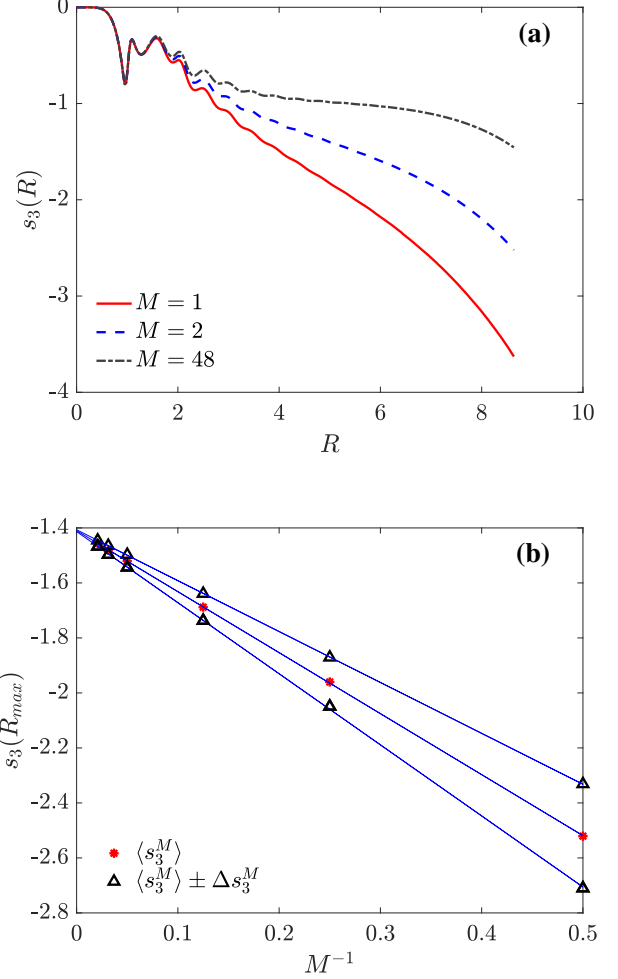 0
-1
-2
-3
-4
s₃(R)
(a)
M = 1
M = 2
M = 48
0 2 4 6 8 10
R
-1.4
-1.6
-1.8
-2
-2.2
-2.4
-2.6
-2.8
s₃(Rₘₐₓ)
(b)
⟨s₃ᴹ⟩
⟨s₃ᴹ⟩ ± Δs₃ᴹ
0 0.1 0.2 0.3 0.4 0.5
M⁻¹